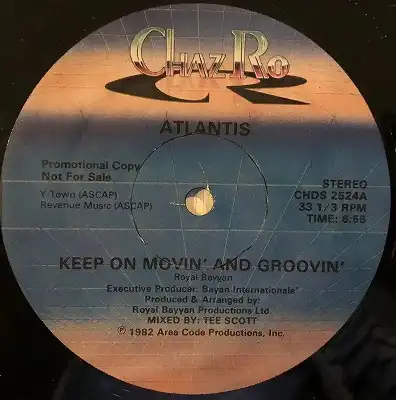 CHAZ RO
ATLANTIS
Promotional Copy
Not For Sale
Y Town (ASCAP)
Revenue Music (ASCAP)
STEREO
CHDS 2524A
33 1/3 RPM
TIME: 6:55
KEEP ON MOVIN' AND GROOVIN'
Royal Bayyan
Executive Producer: Bayan Internationale'
Produced & Arranged by:
Royal Bayyan Productions Ltd.
MIXED BY: TEE SCOTT
℗ 1982 Area Code Productions, Inc.